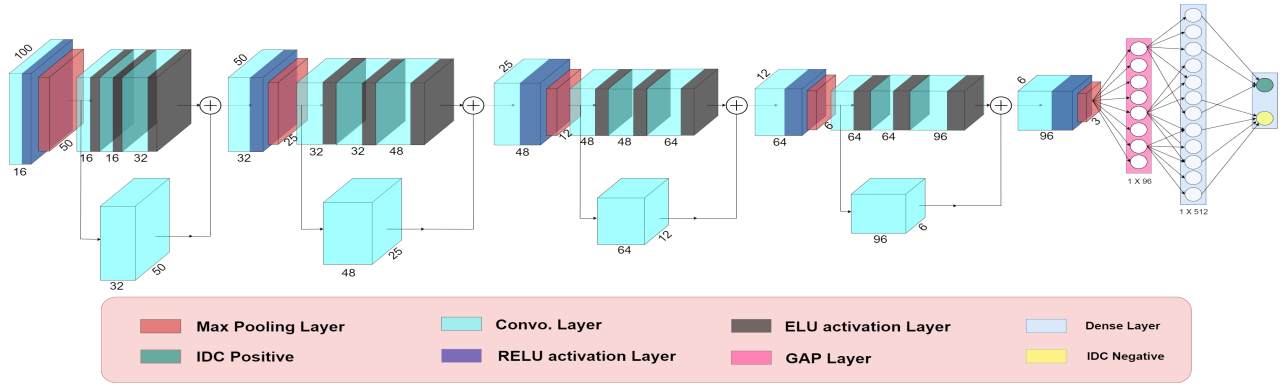 100
16
50
16 16 32
32
50
50
32
25
32 32 48
48
25
25
48
12
48 48 64
64
12
12
64
6
64 64 96
96
6
6
96
3
1 X 96
1 X 512
Max Pooling Layer
Convo. Layer
ELU activation Layer
Dense Layer
IDC Positive
RELU activation Layer
GAP Layer
IDC Negative